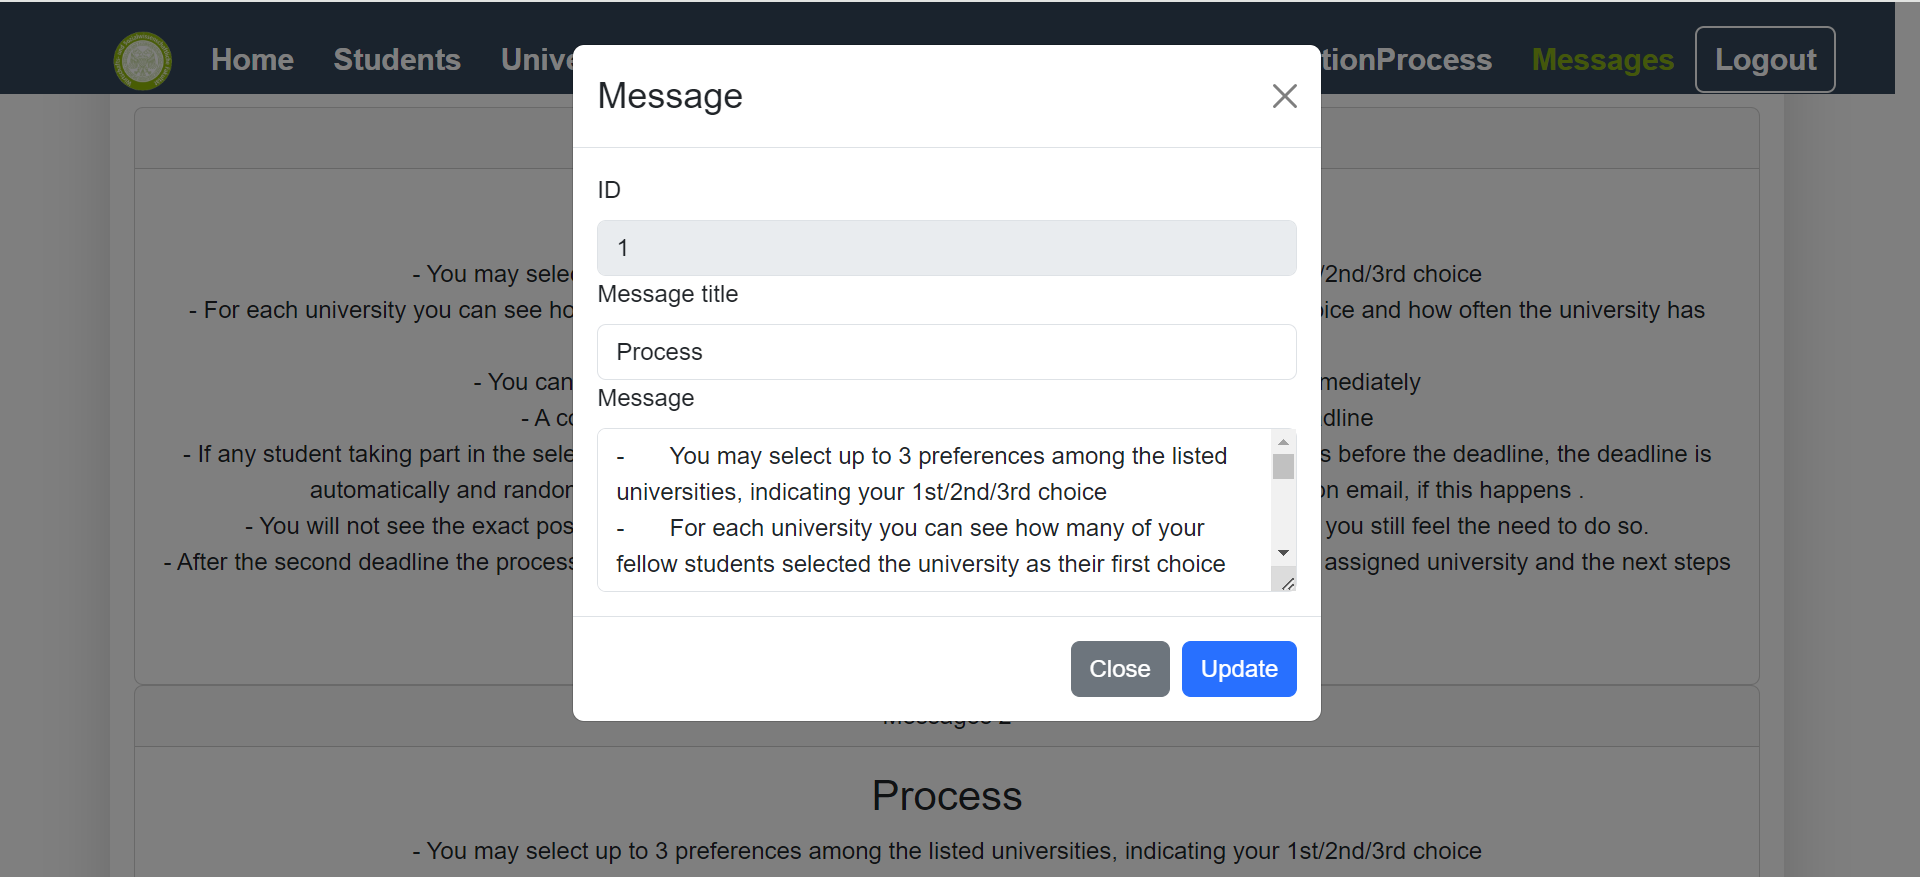 Home Students Unive tionProcess Messages Logout
Message
ID
1
Message title
Process
Message
- You may select up to 3 preferences among the listed
universities, indicating your 1st/2nd/3rd choice
- For each university you can see how many of your
fellow students selected the university as their first choice
Close Update
- You may sele /2nd/3rd choice
- For each university you can see ho ice and how often the university has
- You can mediately
- A co dline
- If any student taking part in the sele s before the deadline, the deadline is
automatically and randor n email, if this happens .
- You will not see the exact pos you still feel the need to do so.
- After the second deadline the process assigned university and the next steps
Messages 2
Process
- You may select up to 3 preferences among the listed universities, indicating your 1st/2nd/3rd choice